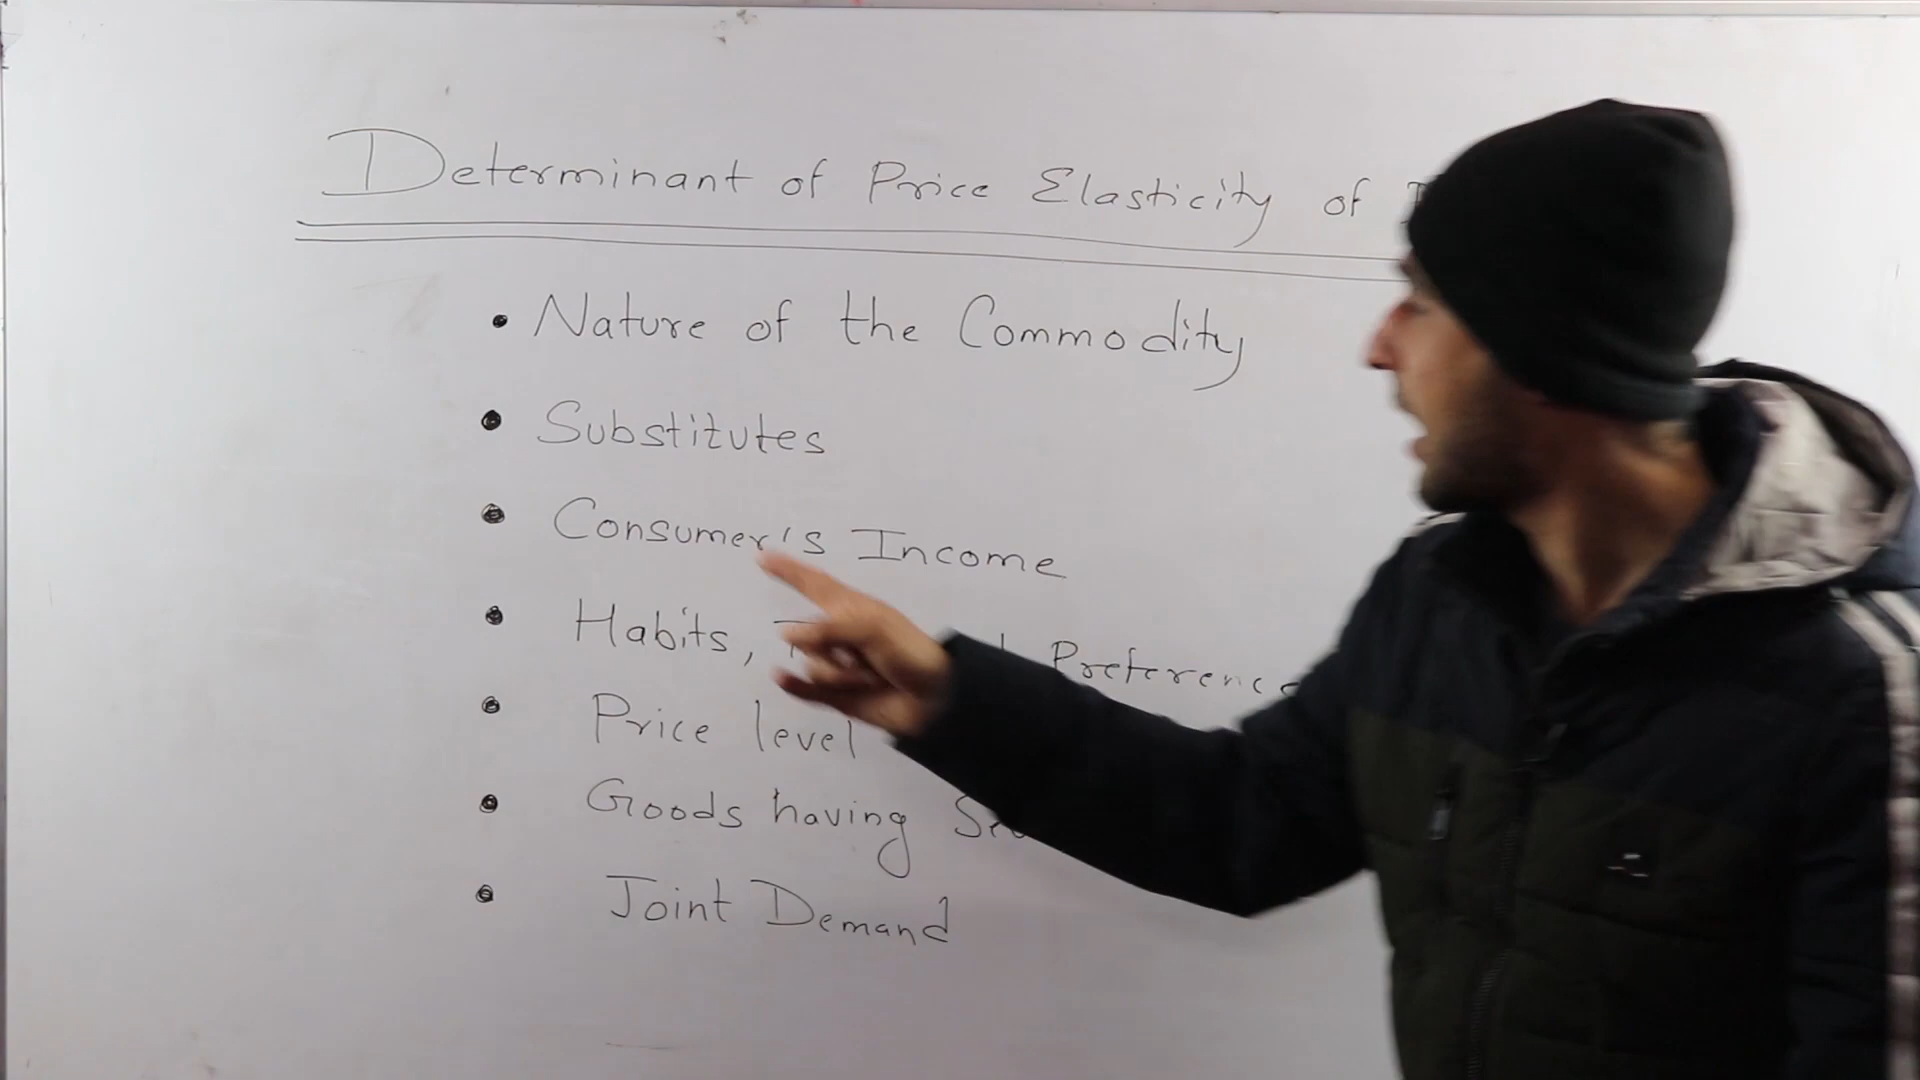 Determinant of Price Elasticity of
• Nature of the Commodity
• Substitutes
• Consumer's Income
• Habits, Preference
• Price level
• Goods having
• Joint Demand